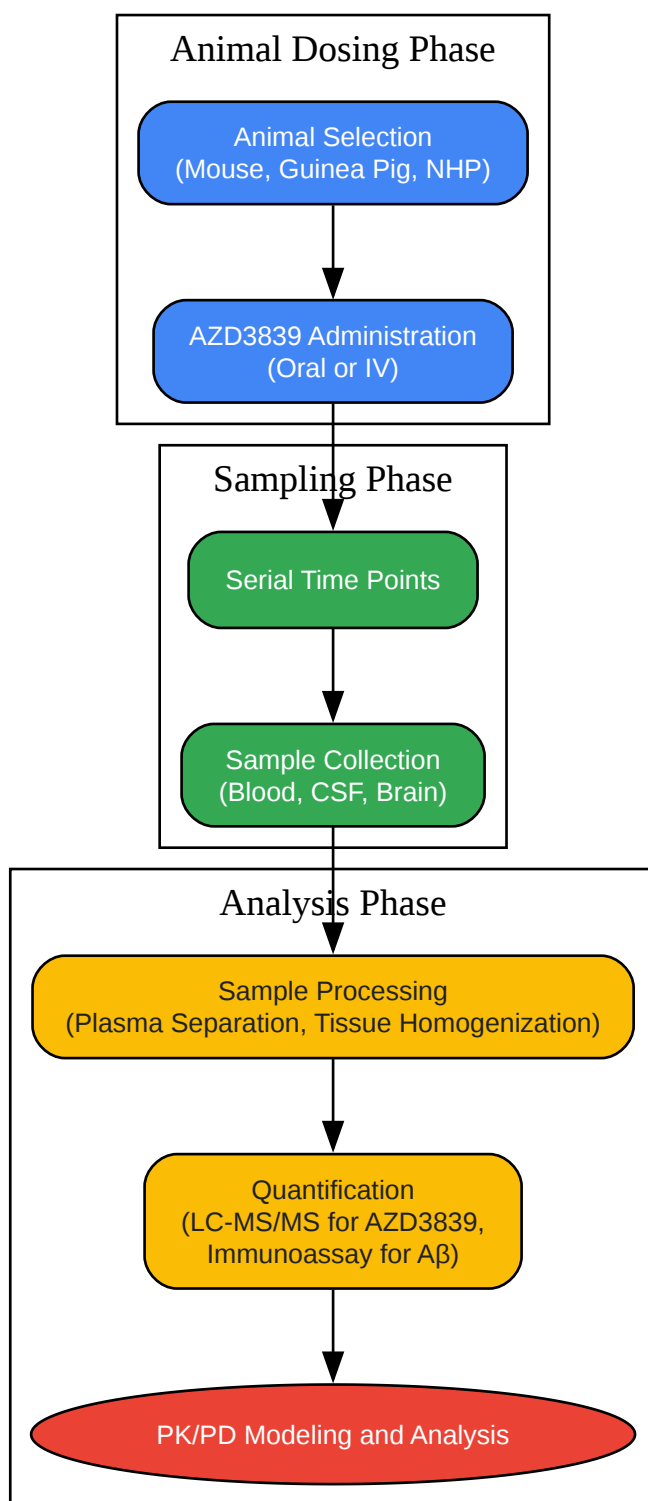 Animal Dosing Phase
Animal Selection
(Mouse, Guinea Pig, NHP)
AZD3839 Administration
(Oral or IV)
Sampling Phase
Serial Time Points
Sample Collection
(Blood, CSF, Brain)
Analysis Phase
Sample Processing
(Plasma Separation, Tissue Homogenization)
Quantification
(LC-MS/MS for AZD3839,
Immunoassay for Aβ)
PK/PD Modeling and Analysis